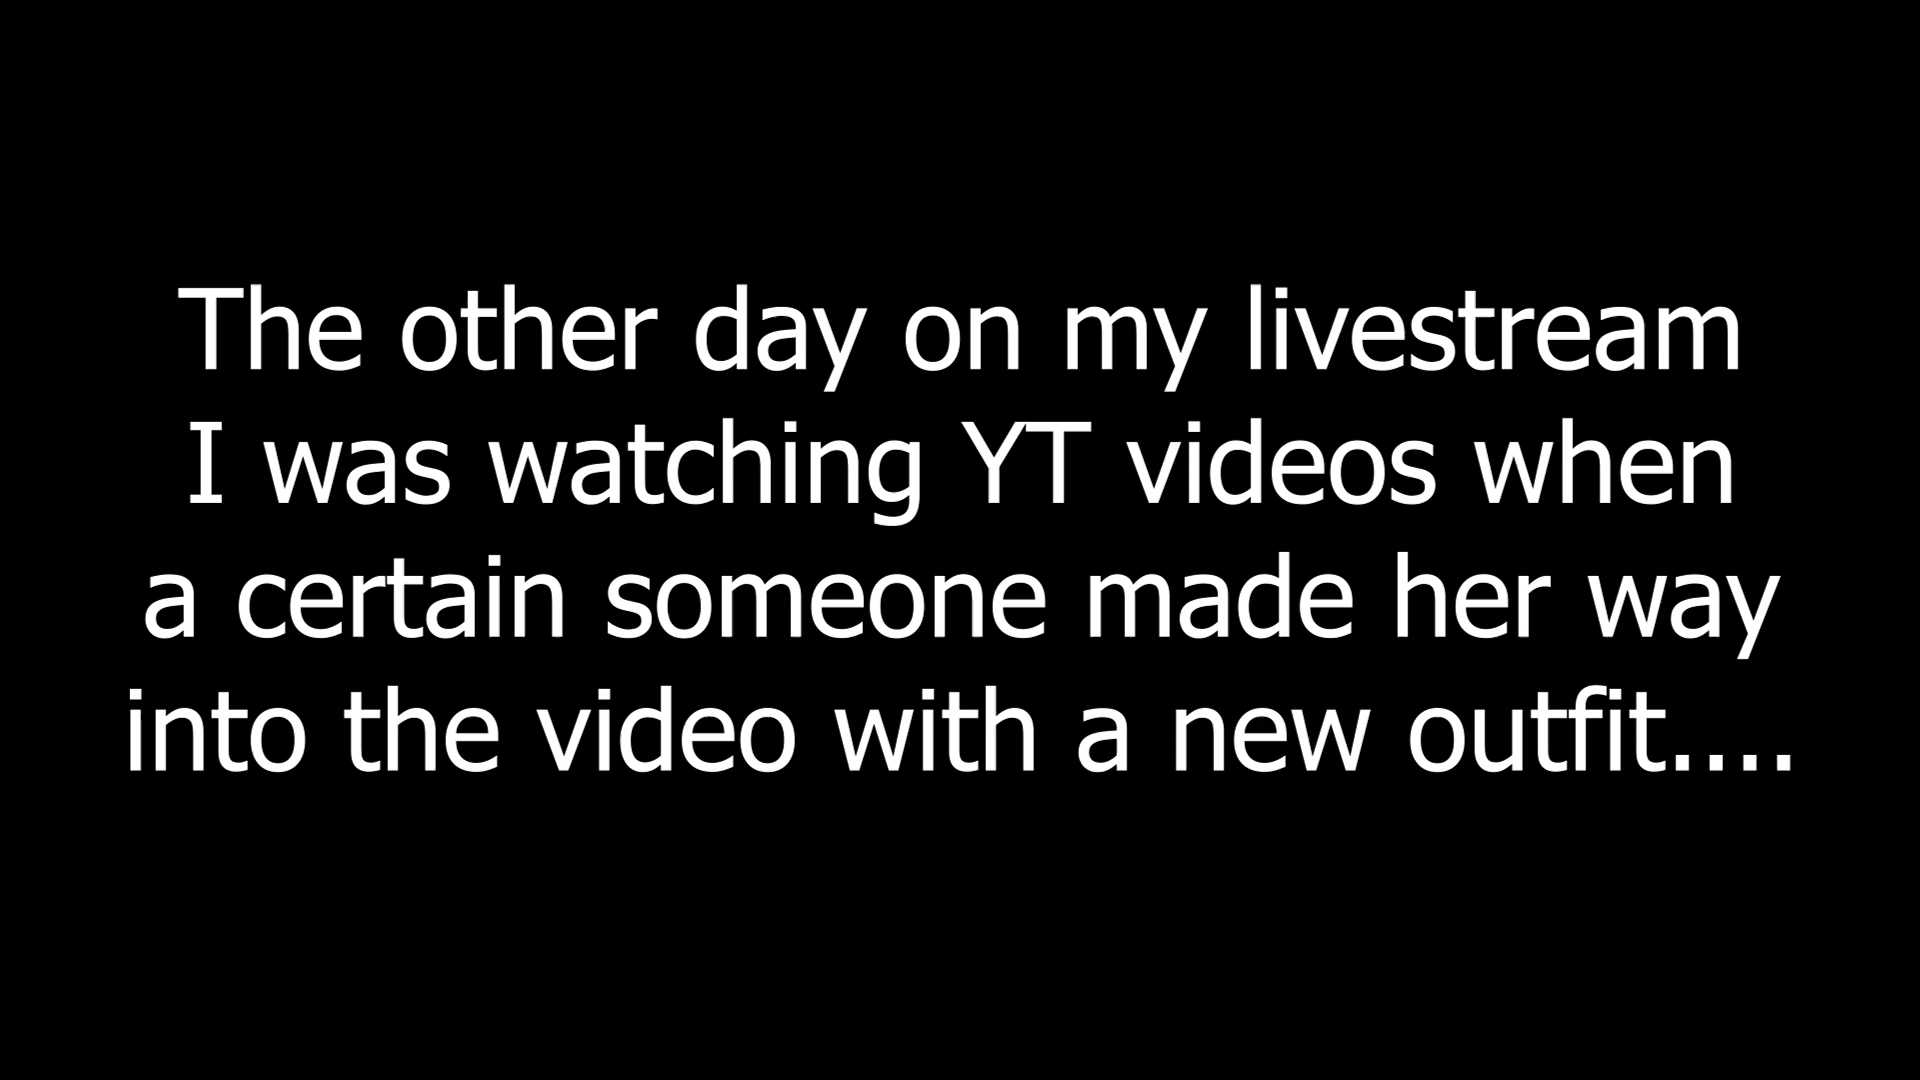 The other day on my livestream
I was watching YT videos when
a certain someone made her way
into the video with a new outfit....